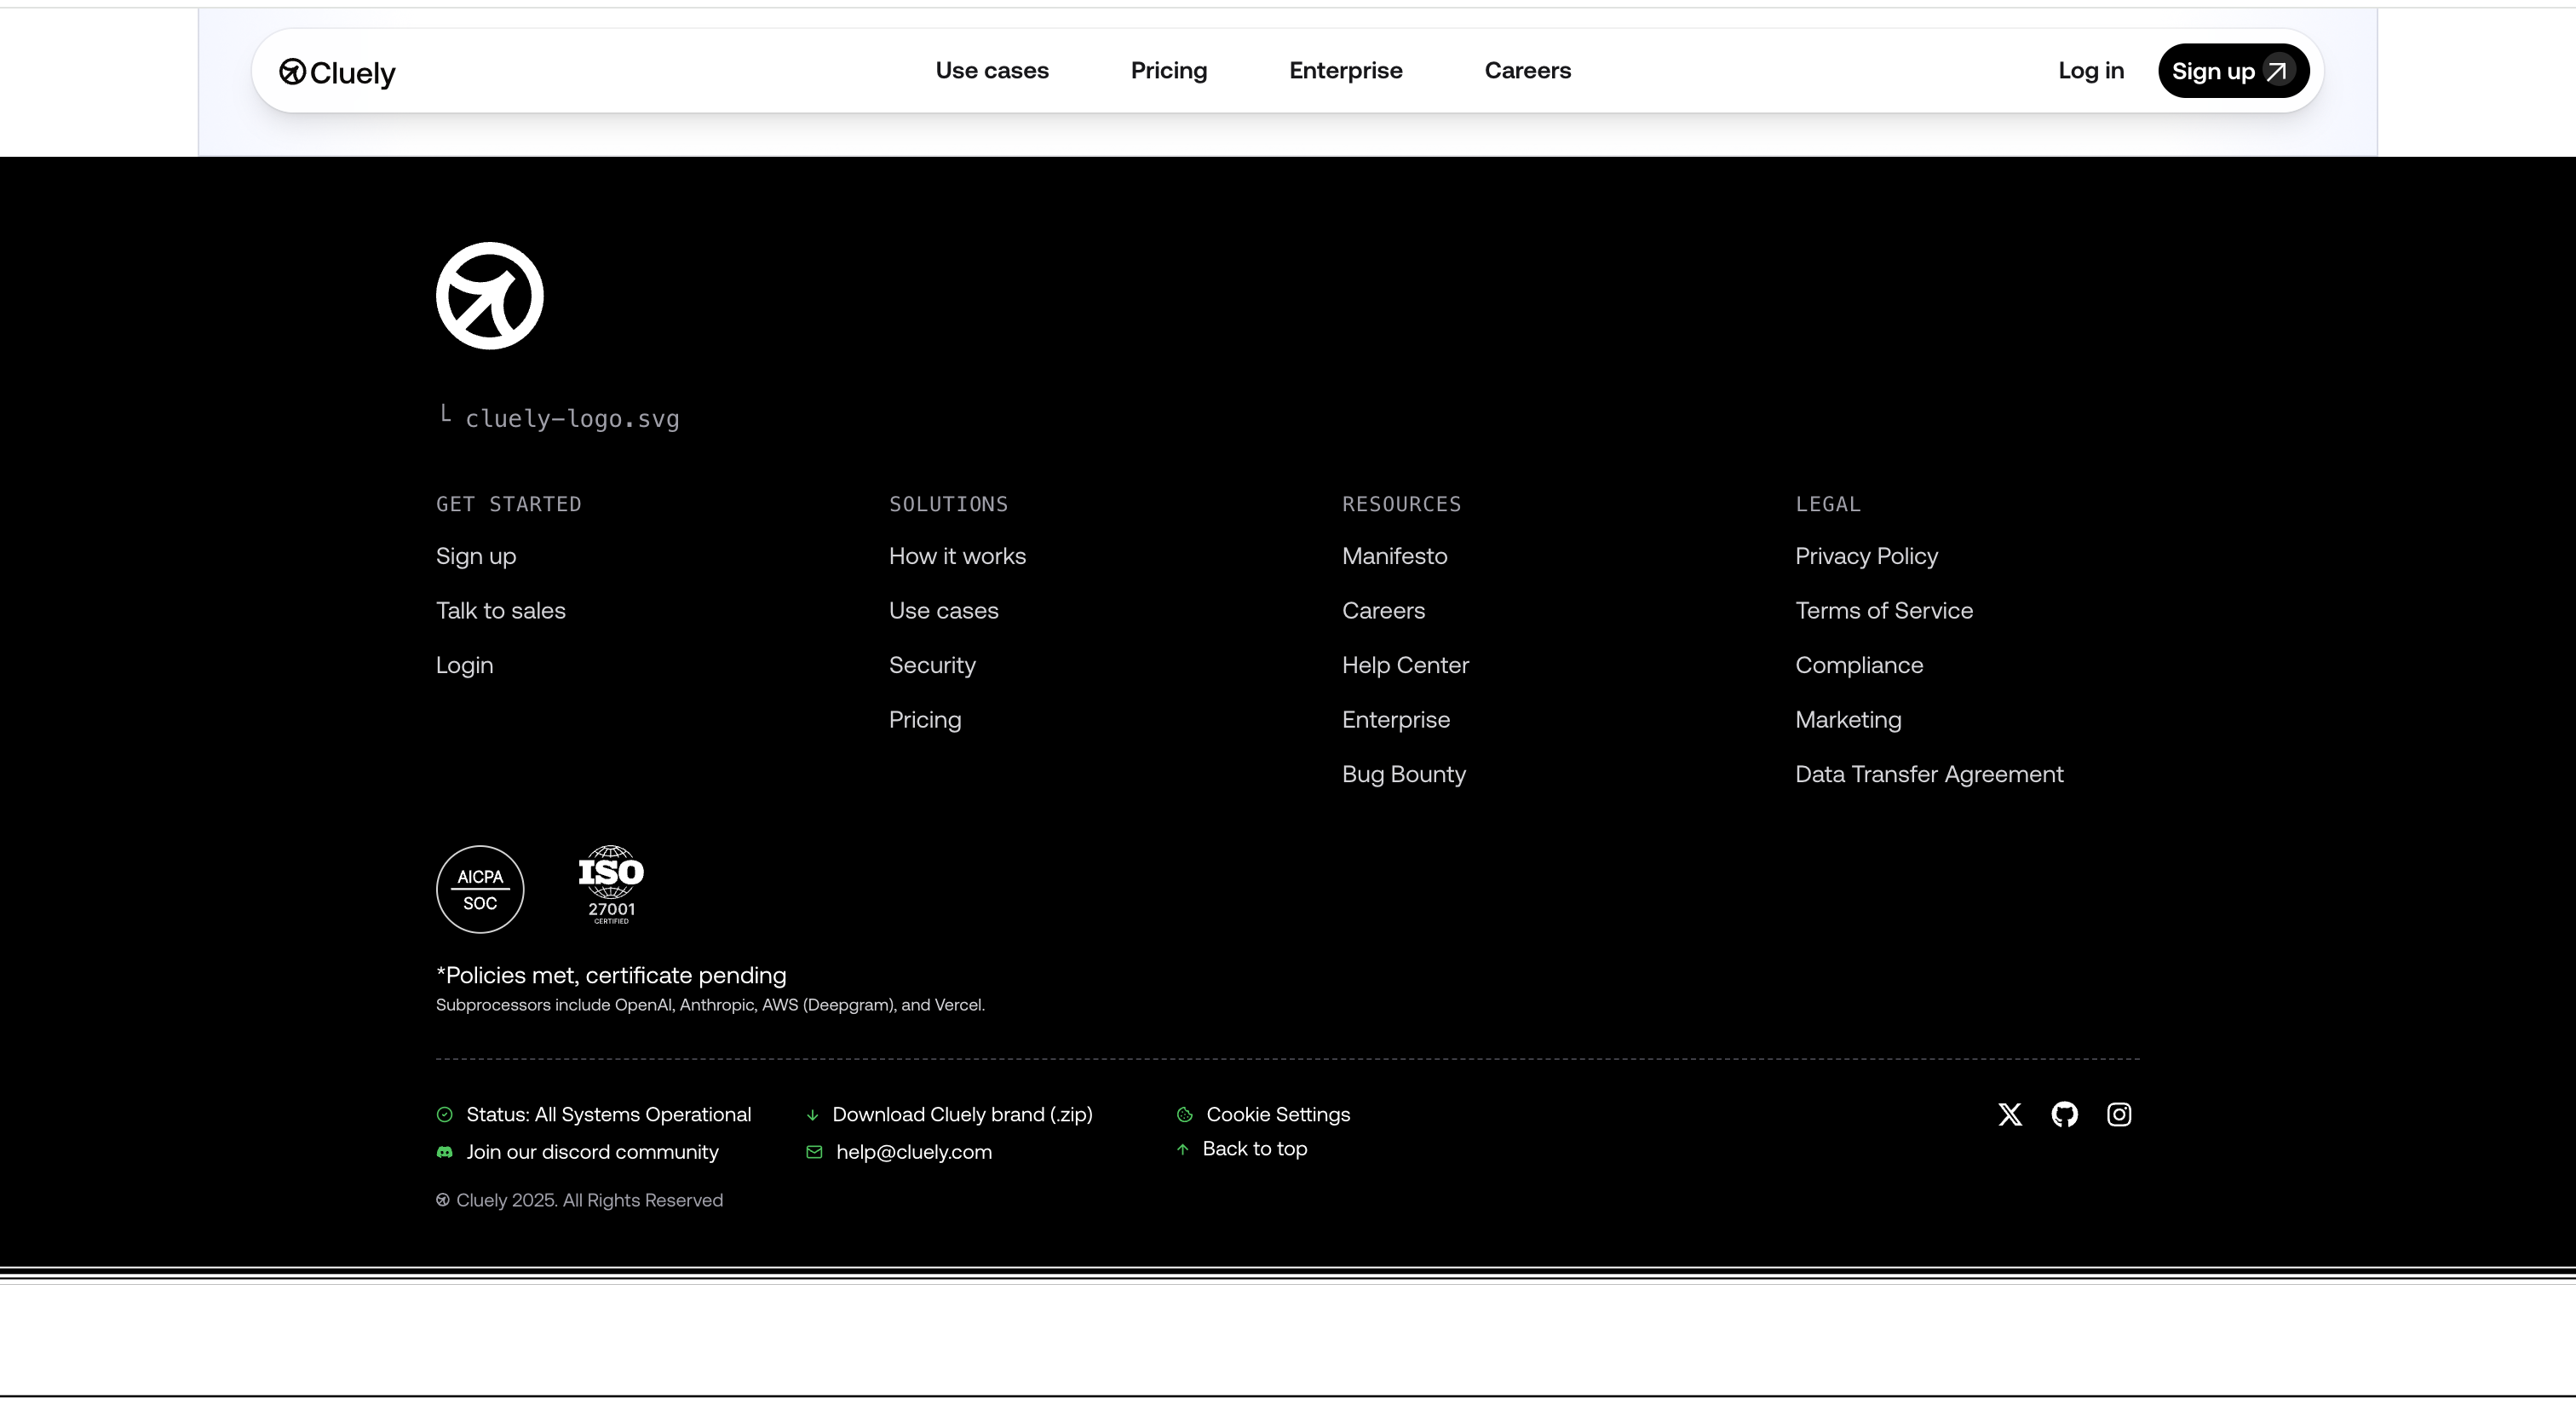 Cluely
Use cases
Pricing
Enterprise
Careers
Log in
Sign up
└ cluely-logo.svg
GET STARTED
Sign up
Talk to sales
Login
SOLUTIONS
How it works
Use cases
Security
Pricing
RESOURCES
Manifesto
Careers
Help Center
Enterprise
Bug Bounty
LEGAL
Privacy Policy
Terms of Service
Compliance
Marketing
Data Transfer Agreement
AICPA
SOC
ISO
27001
CERTIFIED
*Policies met, certificate pending
Subprocessors include OpenAI, Anthropic, AWS (Deepgram), and Vercel.
Status: All Systems Operational
Join our discord community
Download Cluely brand (.zip)
help@cluely.com
Cookie Settings
Back to top
Cluely 2025. All Rights Reserved